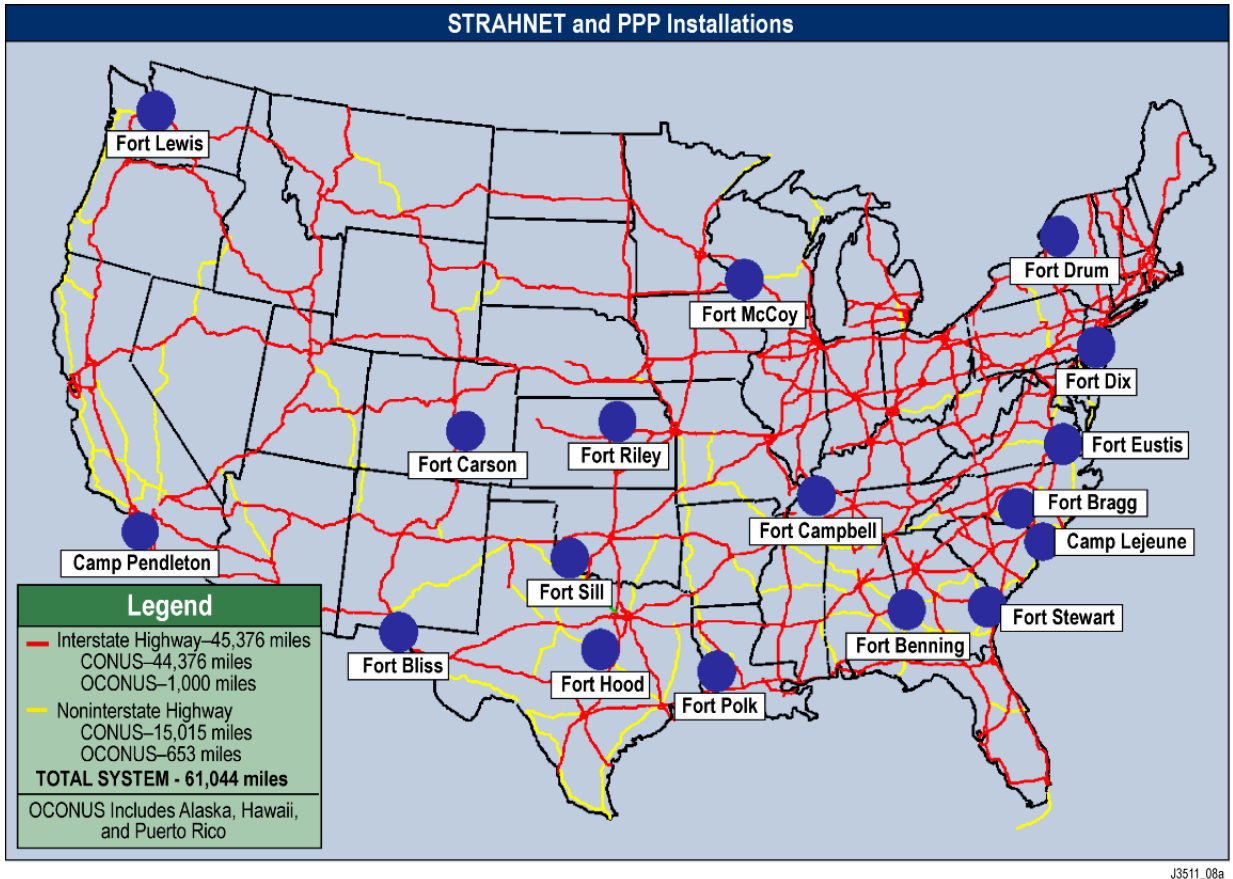 STRAHNET and PPP Installations
Fort Lewis
Fort Drum
Fort McCoy
Fort Dix
Fort Eustis
Fort Carson
Fort Riley
Fort Bragg
Fort Campbell
Camp Lejeune
Camp Pendleton
Fort Sill
Fort Stewart
Fort Benning
Fort Bliss
Fort Hood
Fort Polk
Legend
Interstate Highway–45,376 miles
CONUS–44,376 miles
OCONUS–1,000 miles
Noninterstate Highway
CONUS–15,015 miles
OCONUS–653 miles
TOTAL SYSTEM - 61,044 miles
OCONUS Includes Alaska, Hawaii,
and Puerto Rico
J3511_08a